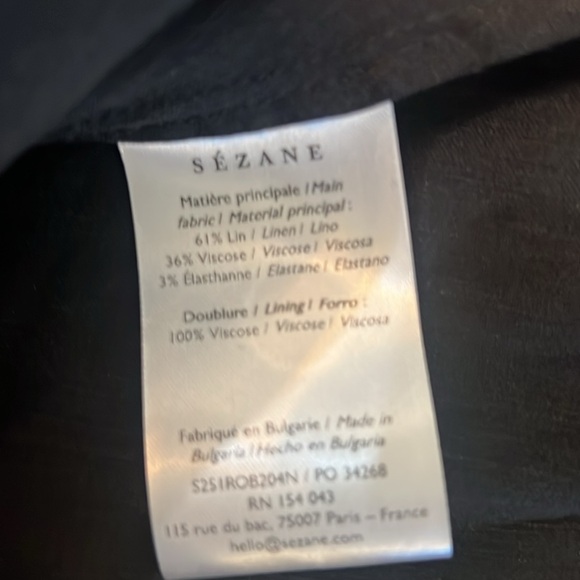 SÉZANE
Matière principale / Main
fabric / Material principal :
61% Lin / Linen / Lino
36% Viscose / Viscose / Viscosa
3% Élasthanne / Elastane / Elastano
Doublure / Lining / Forro :
100% Viscose / Viscose / Viscosa
Fabriqué en Bulgarie / Made in
Bulgaria / Hecho en Bulgaria
S251ROB204N / PO 34268
RN 154 043
115 rue du bac, 75007 Paris – France
hello@sezane.com